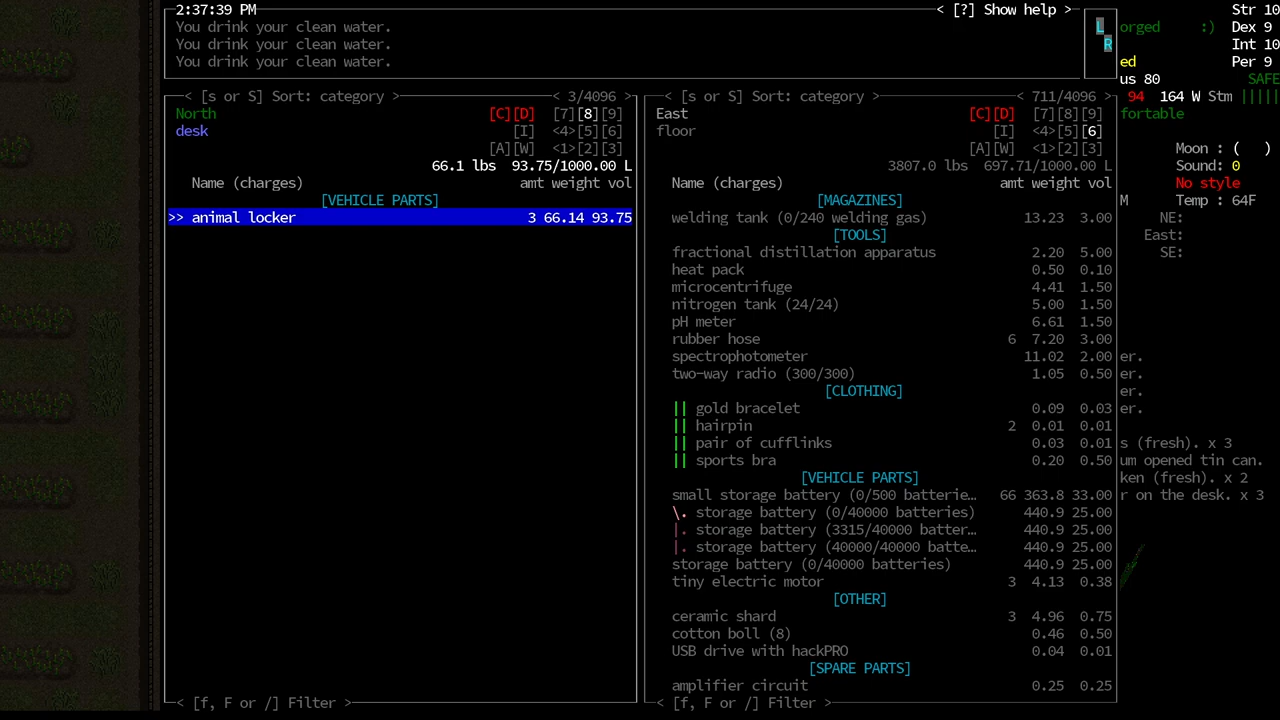 2:37:39 PM
< [?] Show help >
You drink your clean water.
You drink your clean water.
You drink your clean water.
L
R
orged :)
ed
us 80
94 164 W Stm |||||
fortable
Str 10
Dex 9
Int 10
Per 9
SAFE
Moon : ( )
Sound: 0
No style
M Temp : 64F
NE:
East:
SE:
er.
er.
er.
er.
s (fresh). x 3
um opened tin can.
ken (fresh). x 2
r on the desk. x 3
< [s or S] Sort: category >
< 3/4096 >
North [C][D] [7][8][9]
desk [I] <4>[5][6]
[A][W] <1>[2][3]
66.1 lbs 93.75/1000.00 L
Name (charges) amt weight vol
[VEHICLE PARTS]
>> animal locker 3 66.14 93.75
< [f, F or /] Filter >
< [s or S] Sort: category >
< 711/4096 >
East [C][D] [7][8][9]
floor [I] <4>[5][6]
[A][W] <1>[2][3]
3807.0 lbs 697.71/1000.00 L
Name (charges) amt weight vol
[MAGAZINES]
welding tank (0/240 welding gas) 13.23 3.00
[TOOLS]
fractional distillation apparatus 2.20 5.00
heat pack 0.50 0.10
microcentrifuge 4.41 1.50
nitrogen tank (24/24) 5.00 1.50
pH meter 6.61 1.50
rubber hose 6 7.20 3.00
spectrophotometer 11.02 2.00
two-way radio (300/300) 1.05 0.50
[CLOTHING]
|| gold bracelet 0.09 0.03
|| hairpin 2 0.01 0.01
|| pair of cufflinks 0.03 0.01
|| sports bra 0.20 0.50
[VEHICLE PARTS]
small storage battery (0/500 batterie… 66 363.8 33.00
\. storage battery (0/40000 batteries) 440.9 25.00
|. storage battery (3315/40000 batter… 440.9 25.00
|. storage battery (40000/40000 batte… 440.9 25.00
storage battery (0/40000 batteries) 440.9 25.00
tiny electric motor 3 4.13 0.38
[OTHER]
ceramic shard 3 4.96 0.75
cotton boll (8) 0.46 0.50
USB drive with hackPRO 0.04 0.01
[SPARE PARTS]
amplifier circuit 0.25 0.25
< [f, F or /] Filter >